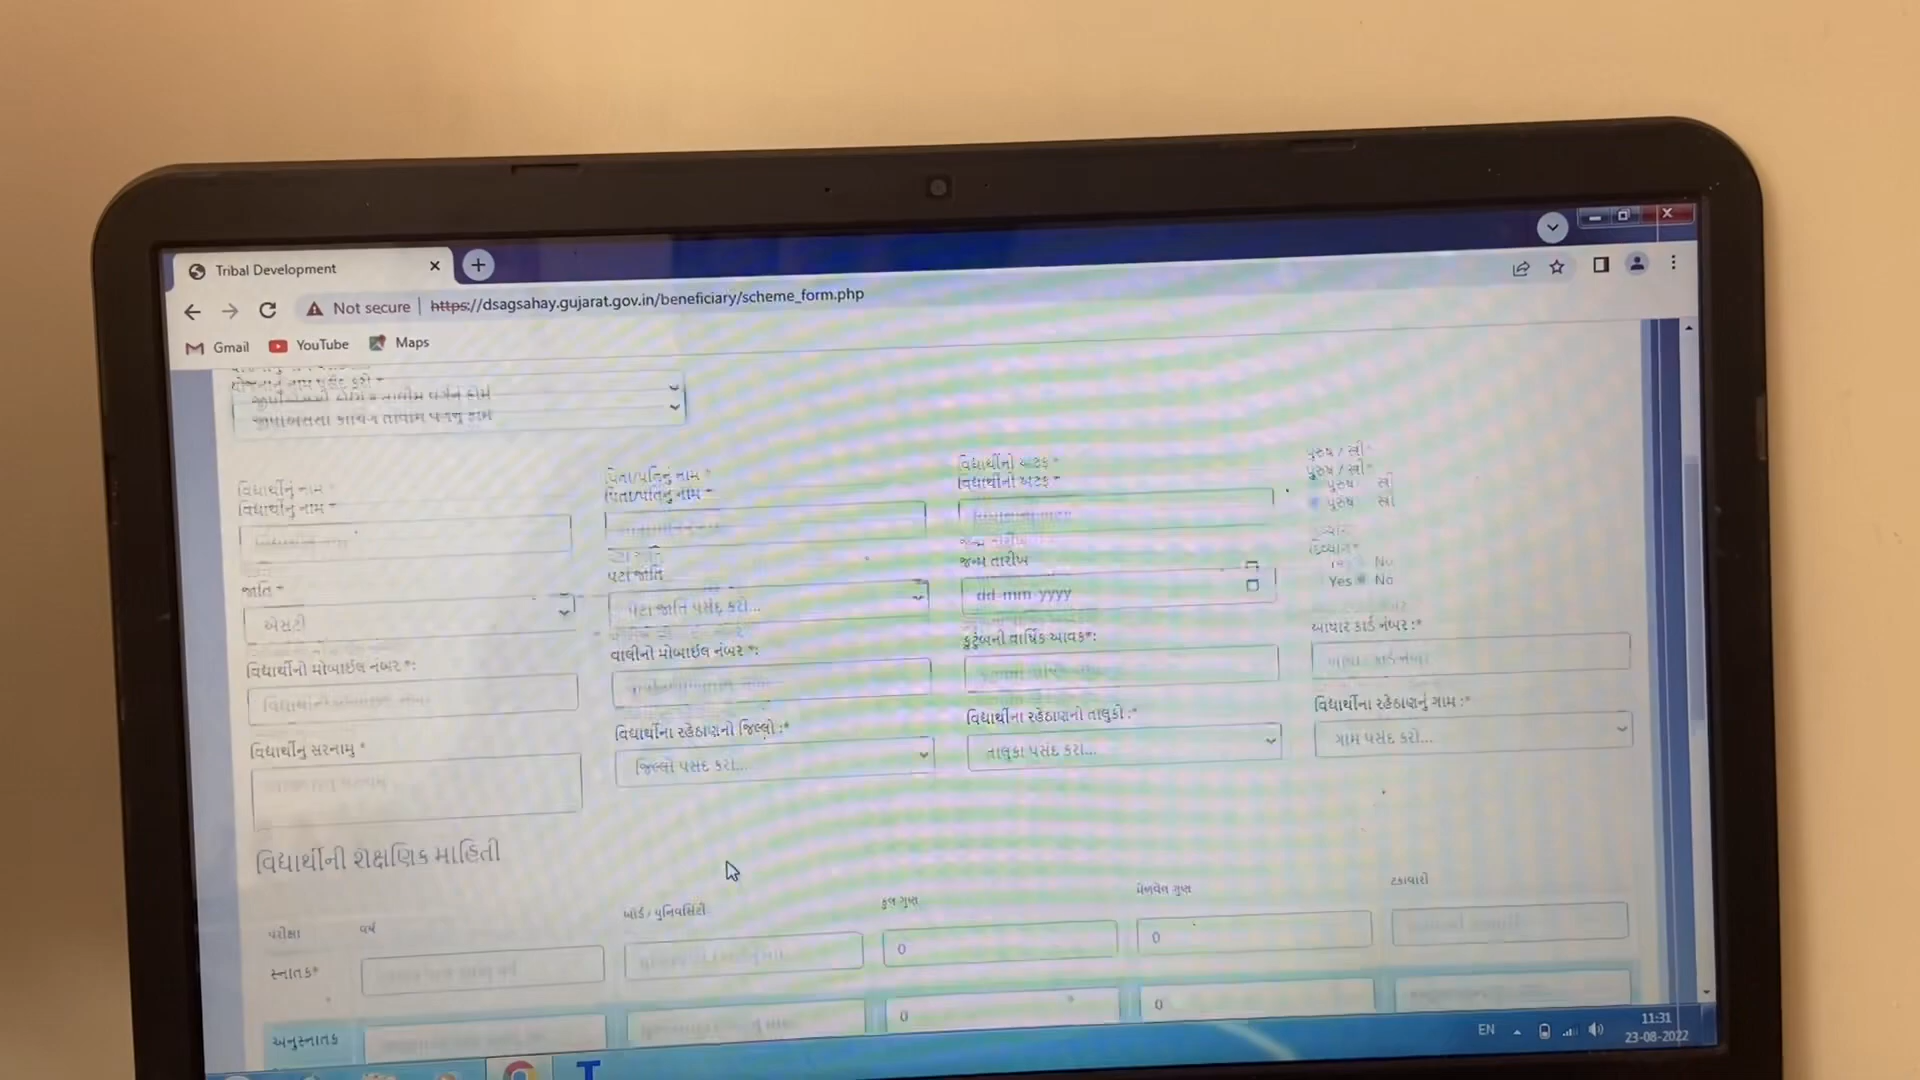 Tribal Development
Not secure | https://dsagsahay.gujarat.gov.in/beneficiary/scheme_form.php
Gmail YouTube Maps
વિદ્યાર્થીનું નામ * પિતા/પતિનું નામ * વિદ્યાર્થીની અટક * પુરુષ / સ્ત્રી*
પુરુષ સ્ત્રી
જાતિ * પેટા જાતિ જન્મ તારીખ દિવ્યાંગ*
એસટી પેટા જાતિ પસંદ કરો... dd-mm-yyyy Yes No
વિદ્યાર્થીનો મોબાઈલ નંબર *: વાલીનો મોબાઈલ નંબર *: કુટુંબની વાર્ષિક આવક*: આધાર કાર્ડ નંબર :*
વિદ્યાર્થીનુ સરનામુ * વિદ્યાર્થીના રહેઠાણનો જિલ્લો :* વિદ્યાર્થીના રહેઠાણનો તાલુકો :* વિદ્યાર્થીના રહેઠાણનું ગામ :*
જિલ્લો પસંદ કરો... તાલુકા પસંદ કરો... ગામ પસંદ કરો...
વિદ્યાર્થીની શૈક્ષણિક માહિતી
પરીક્ષા વર્ષ બોર્ડ / યુનિવર્સિટી કુલ ગુણ મેળવેલ ગુણ ટકાવારી
સ્નાતક* 0 0
અનુસ્નાતક 0 0
EN 11:31
23-08-2022